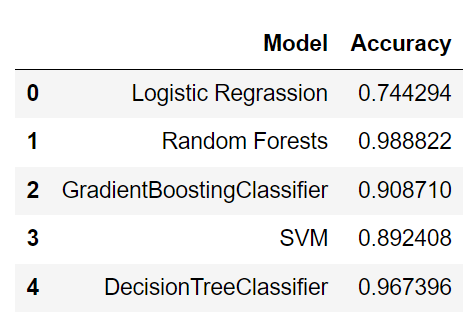 Model Accuracy
0 Logistic Regrassion 0.744294
1 Random Forests 0.988822
2 GradientBoostingClassifier 0.908710
3 SVM 0.892408
4 DecisionTreeClassifier 0.967396